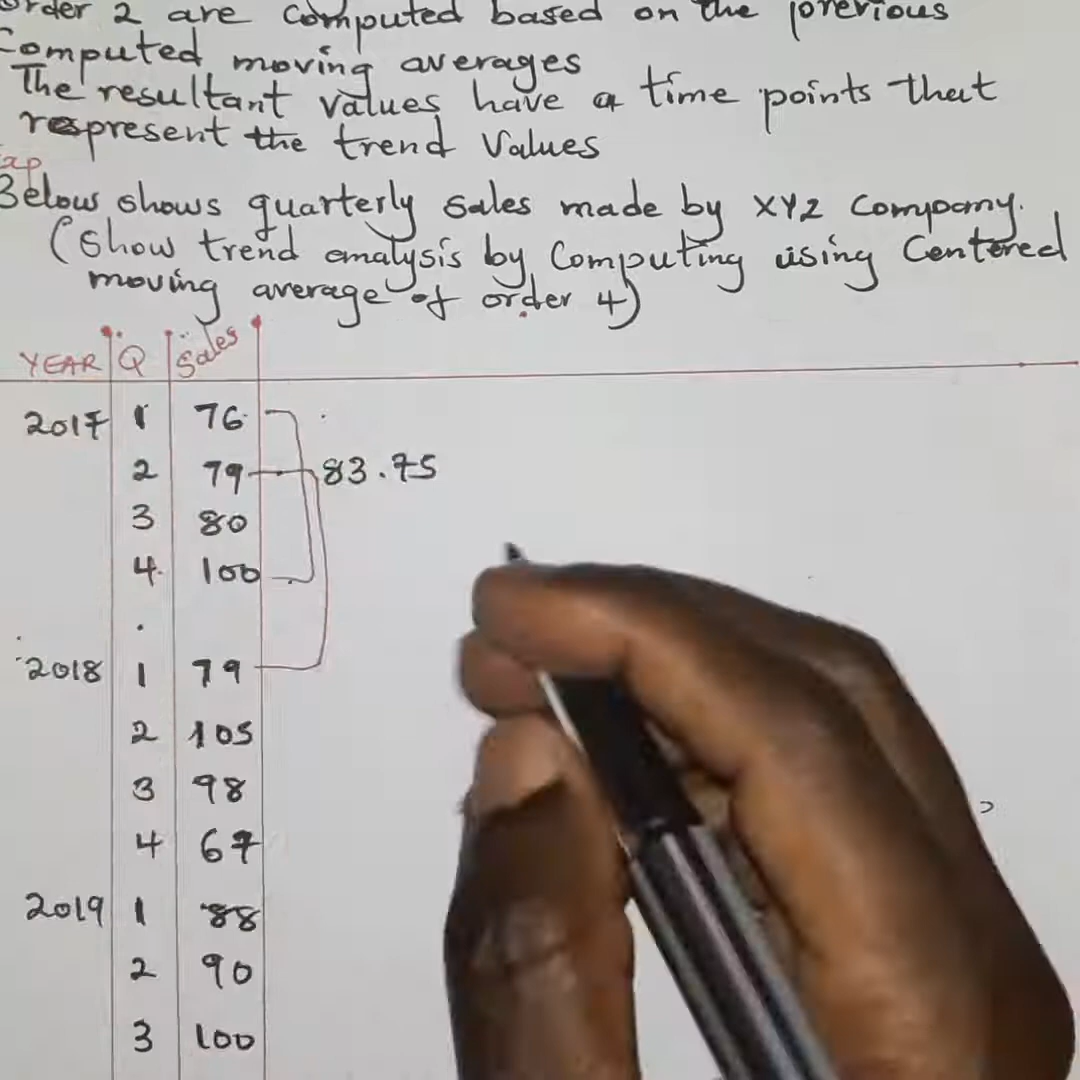 order 2 are computed based on the previous
Computed moving averages
The resultant values have a time points that
represent the trend Values
Below shows quarterly sales made by XYZ Company.
(Show trend analysis by Computing using Centered
moving average of order 4)
YEAR Q Sales
2017 1 76
2 79 83.75
3 80
4 100
2018 1 79
2 105
3 98
4 67
2019 1 88
2 90
3 100